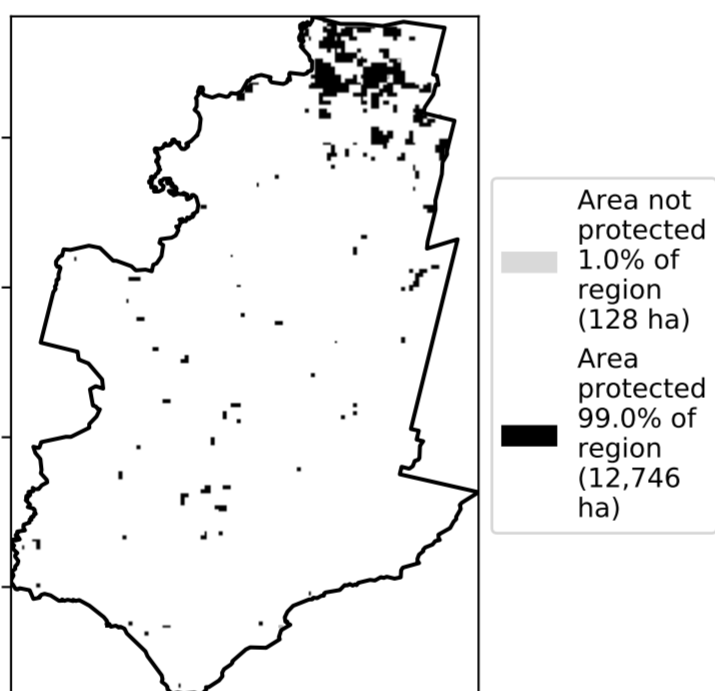 Area not
protected
1.0% of
region
(128 ha)
Area
protected
99.0% of
region
(12,746
ha)